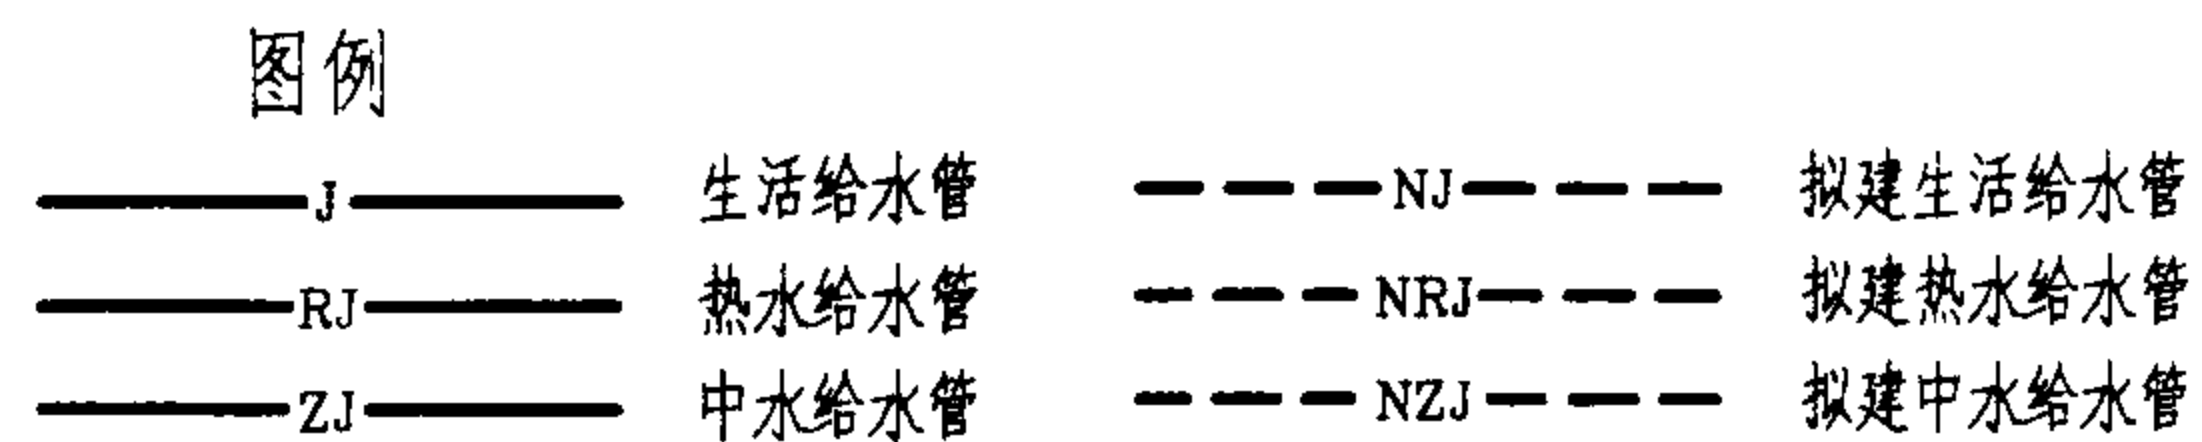 图例
J 生活给水管 NJ 拟建生活给水管
RJ 热水给水管 NRJ 拟建热水给水管
ZJ 中水给水管 NZJ 拟建中水给水管